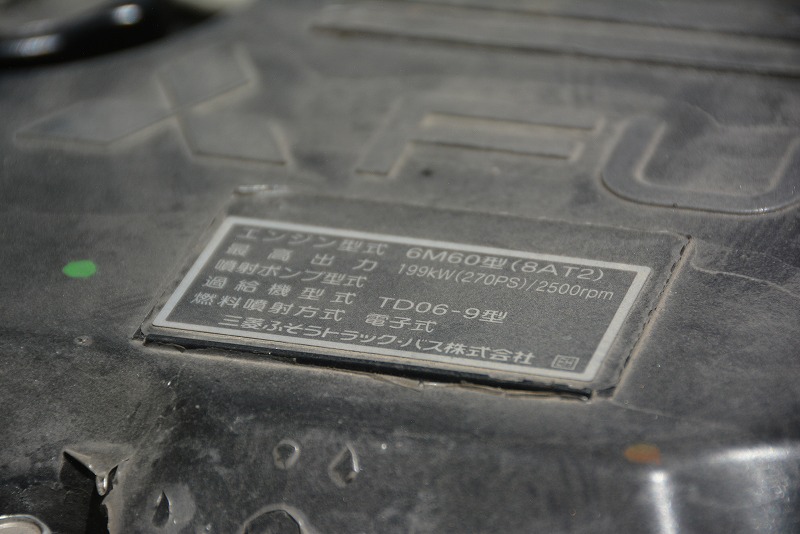 FU
エンジン型式 6M60型(8AT2)
最高出力 199kW(270PS)/2500rpm
噴射ポンプ型式
過給機型式 TD06-9型
燃料噴射方式 電子式
三菱ふそうトラック・バス株式会社